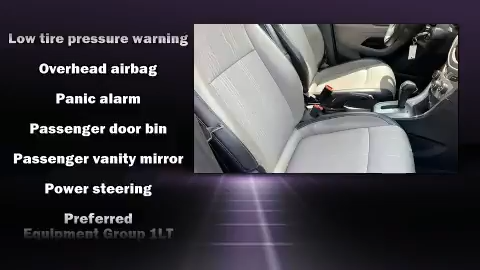 Low tire pressure warning
Overhead airbag
Panic alarm
Passenger door bin
Passenger vanity mirror
Power steering
Preferred
Equipment Group 1LT